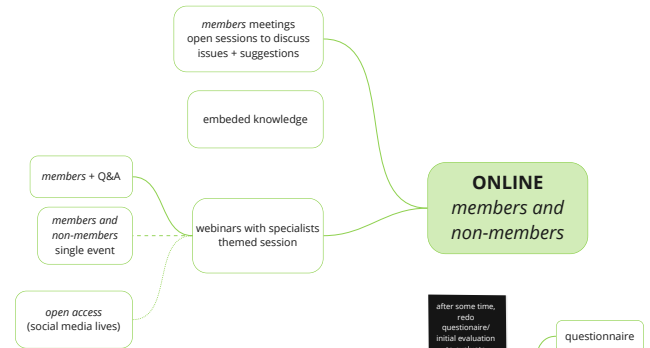 members meetings
open sessions to discuss
issues + suggestions
embeded knowledge
members + Q&A
members and
non-members
single event
webinars with specialists
themed session
open access
(social media lives)
ONLINE
members and
non-members
after some time,
redo
questionaire/
initial evaluation
questionnaire